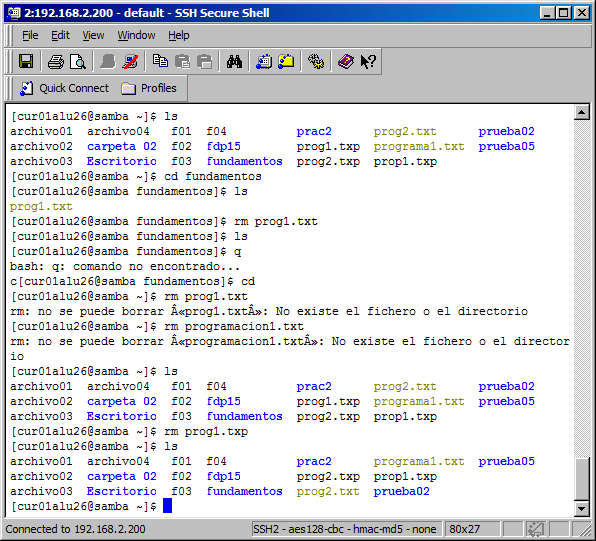 2:192.168.2.200 - default - SSH Secure Shell
File Edit View Window Help
Quick Connect Profiles
[cur01alu26@samba ~]$ ls
archivo01 archivo04 f01 f04 prac2 prog2.txt prueba02
archivo02 carpeta 02 f02 fdp15 prog1.txp programa1.txt prueba05
archivo03 Escritorio f03 fundamentos prog2.txp prop1.txp
[cur01alu26@samba ~]$ cd fundamentos
[cur01alu26@samba fundamentos]$ ls
prog1.txt
[cur01alu26@samba fundamentos]$ rm prog1.txt
[cur01alu26@samba fundamentos]$ ls
[cur01alu26@samba fundamentos]$ q
bash: q: comando no encontrado...
c[cur01alu26@samba fundamentos]$ cd
[cur01alu26@samba ~]$ rm prog1.txt
rm: no se puede borrar Â«prog1.txtÂ»: No existe el fichero o el directorio
[cur01alu26@samba ~]$ rm programacion1.txt
rm: no se puede borrar Â«programacion1.txtÂ»: No existe el fichero o el director
io
[cur01alu26@samba ~]$ ls
archivo01 archivo04 f01 f04 prac2 prog2.txt prueba02
archivo02 carpeta 02 f02 fdp15 prog1.txp programa1.txt prueba05
archivo03 Escritorio f03 fundamentos prog2.txp prop1.txp
[cur01alu26@samba ~]$ rm prog1.txp
[cur01alu26@samba ~]$ ls
archivo01 archivo04 f01 f04 prac2 programa1.txt prueba05
archivo02 carpeta 02 f02 fdp15 prog2.txp prop1.txp
archivo03 Escritorio f03 fundamentos prog2.txt prueba02
[cur01alu26@samba ~]$
Connected to 192.168.2.200 SSH2 - aes128-cbc - hmac-md5 - none 80x27